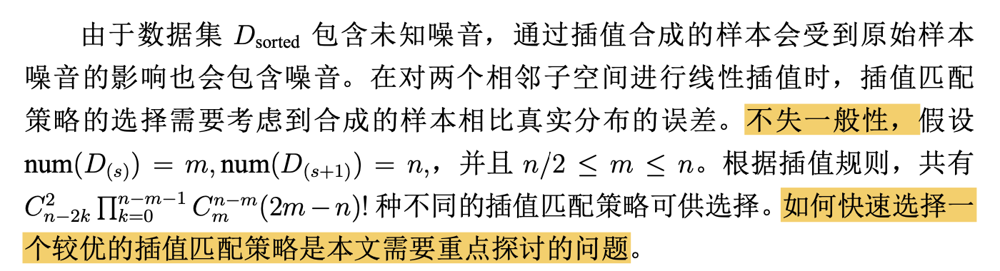 由于数据集 D_sorted 包含未知噪音，通过插值合成的样本会受到原始样本
噪音的影响也会包含噪音。在对两个相邻子空间进行线性插值时，插值匹配
策略的选择需要考虑到合成的样本相比真实分布的误差。不失一般性，假设
num(D_{(s)}) = m, num(D_{(s+1)}) = n,，并且 n/2 ≤ m ≤ n。根据插值规则，共有
C_{n-2k}^{2} ∏_{k=0}^{n-m-1} C_{m}^{n-m}(2m − n)! 种不同的插值匹配策略可供选择。如何快速选择一
个较优的插值匹配策略是本文需要重点探讨的问题。